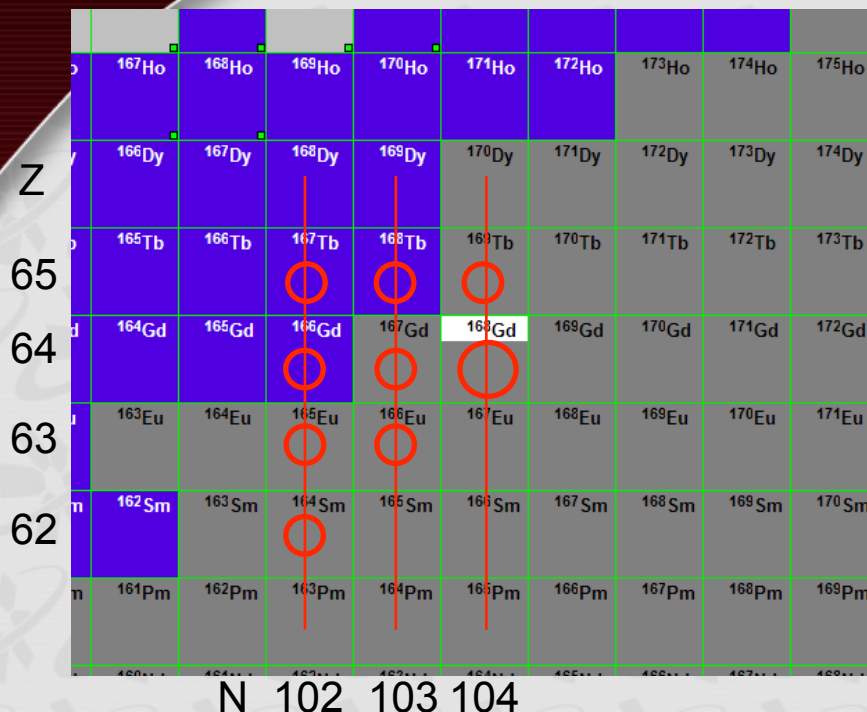 167Ho 168Ho 169Ho 170Ho 171Ho 172Ho 173Ho 174Ho 175Ho
Z
166Dy 167Dy 168Dy 169Dy 170Dy 171Dy 172Dy 173Dy 174Dy
65
165Tb 166Tb 167Tb 168Tb 169Tb 170Tb 171Tb 172Tb 173Tb
64
164Gd 165Gd 166Gd 167Gd 168Gd 169Gd 170Gd 171Gd 172Gd
63
163Eu 164Eu 165Eu 166Eu 167Eu 168Eu 169Eu 170Eu 171Eu
62
162Sm 163Sm 164Sm 165Sm 166Sm 167Sm 168Sm 169Sm 170Sm
161Pm 162Pm 163Pm 164Pm 165Pm 166Pm 167Pm 168Pm 169Pm
N 102 103 104